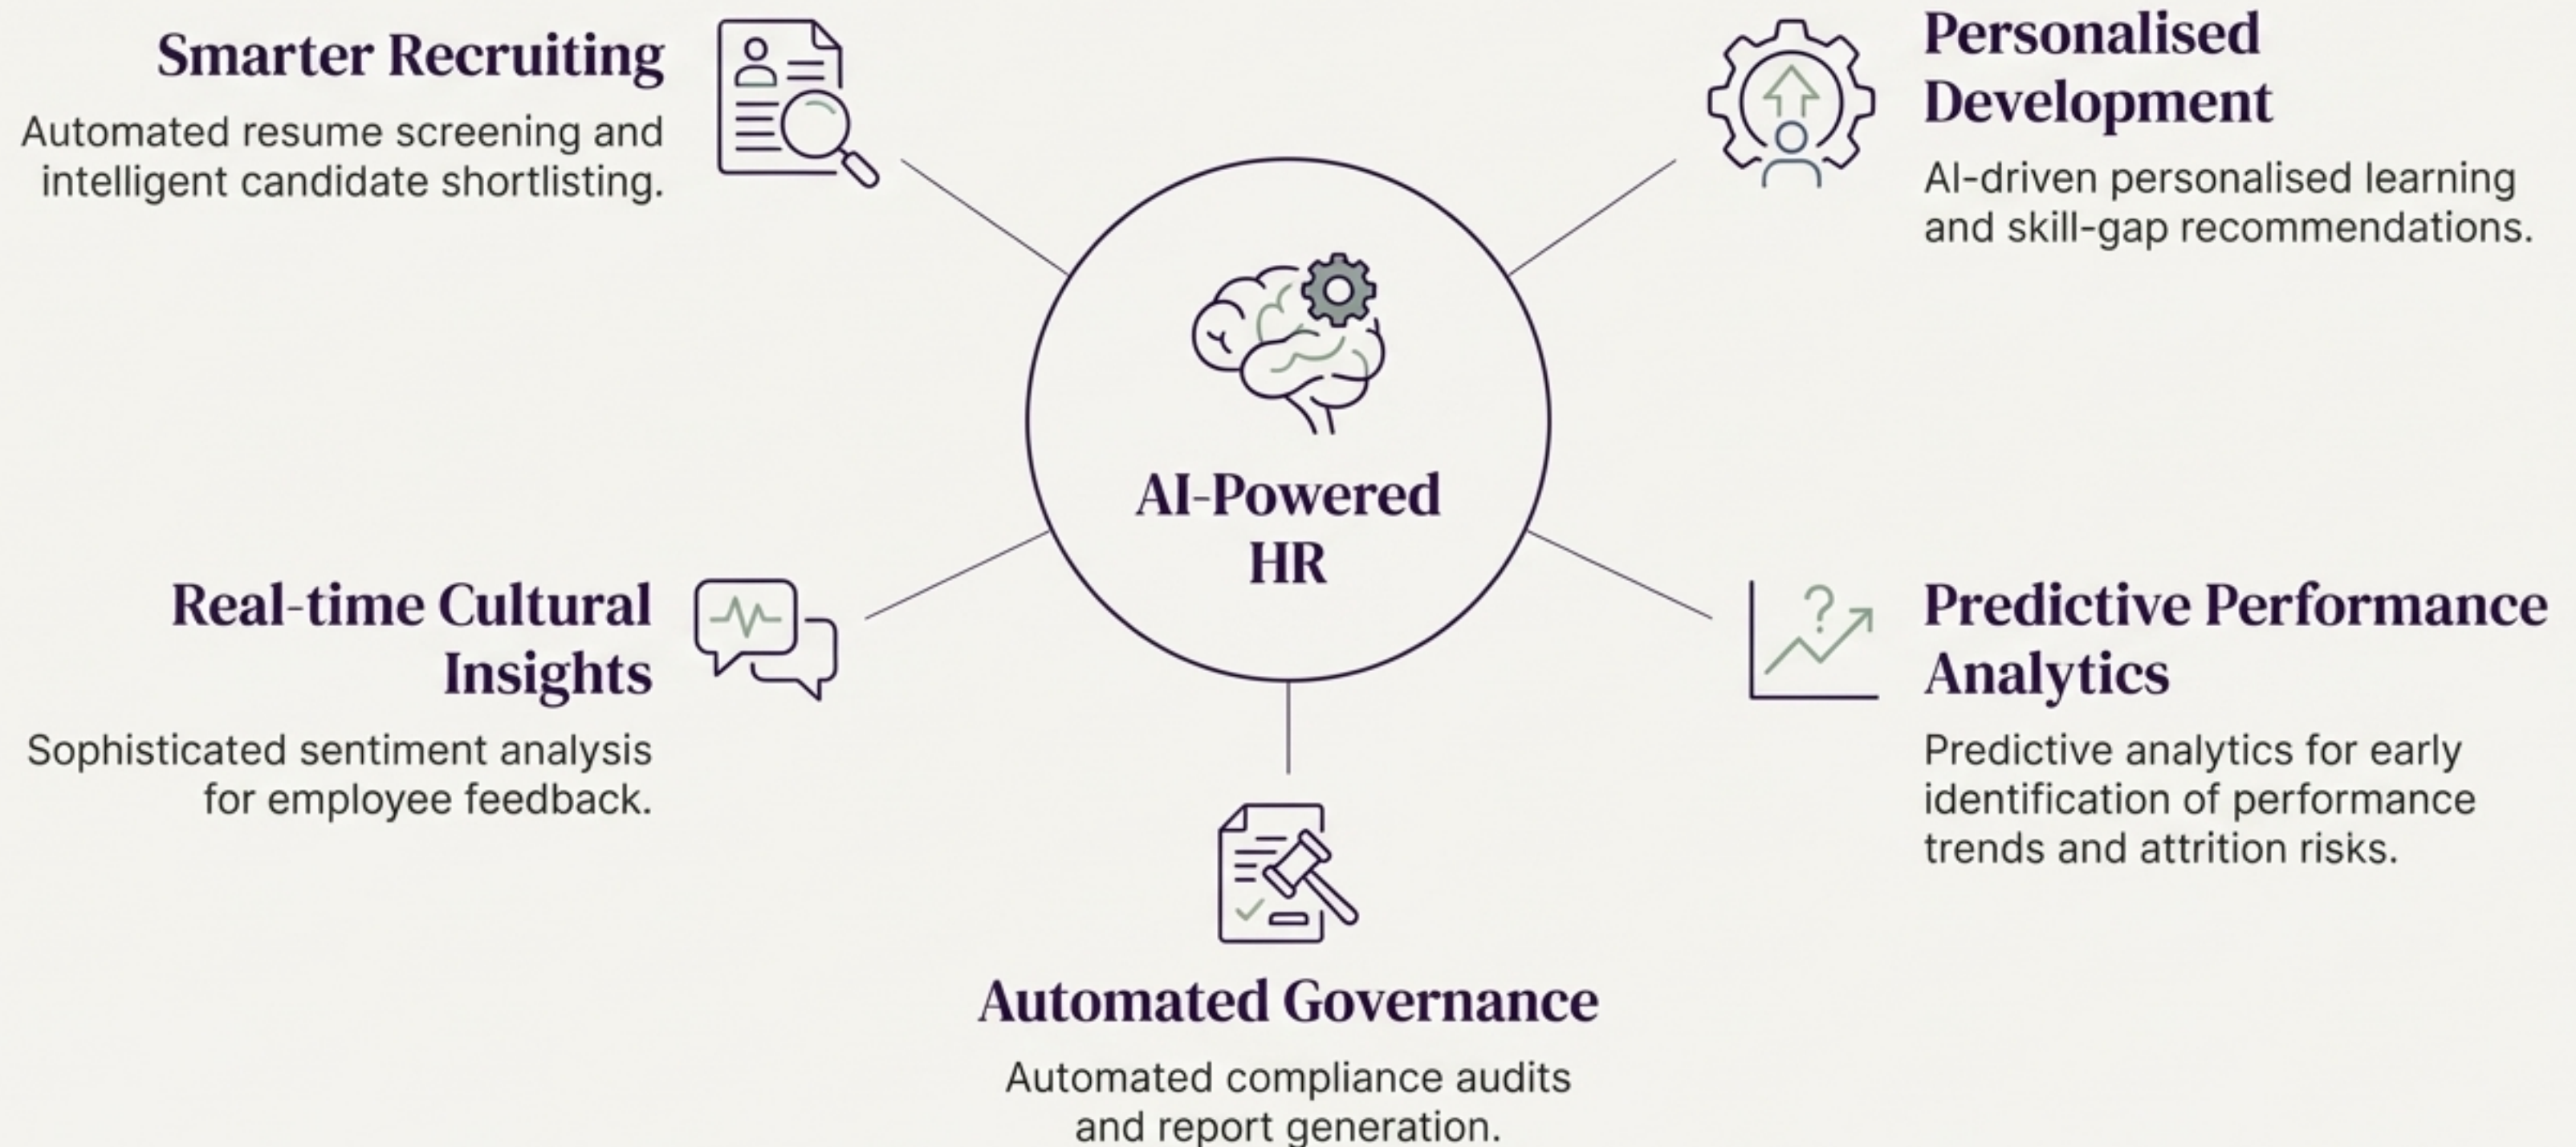 Smarter Recruiting
Automated resume screening and
intelligent candidate shortlisting.
Personalised
Development
AI-driven personalised learning
and skill-gap recommendations.
AI-Powered
HR
Real-time Cultural
Insights
Sophisticated sentiment analysis
for employee feedback.
Predictive Performance
Analytics
Predictive analytics for early
identification of performance
trends and attrition risks.
Automated Governance
Automated compliance audits
and report generation.